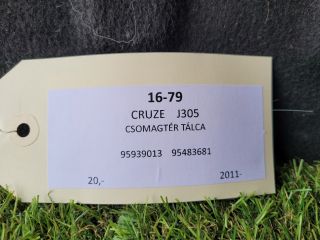 16-79
CRUZE J305
CSOMAGTÉR TÁLCA
95939013 95483681
20,- 2011-